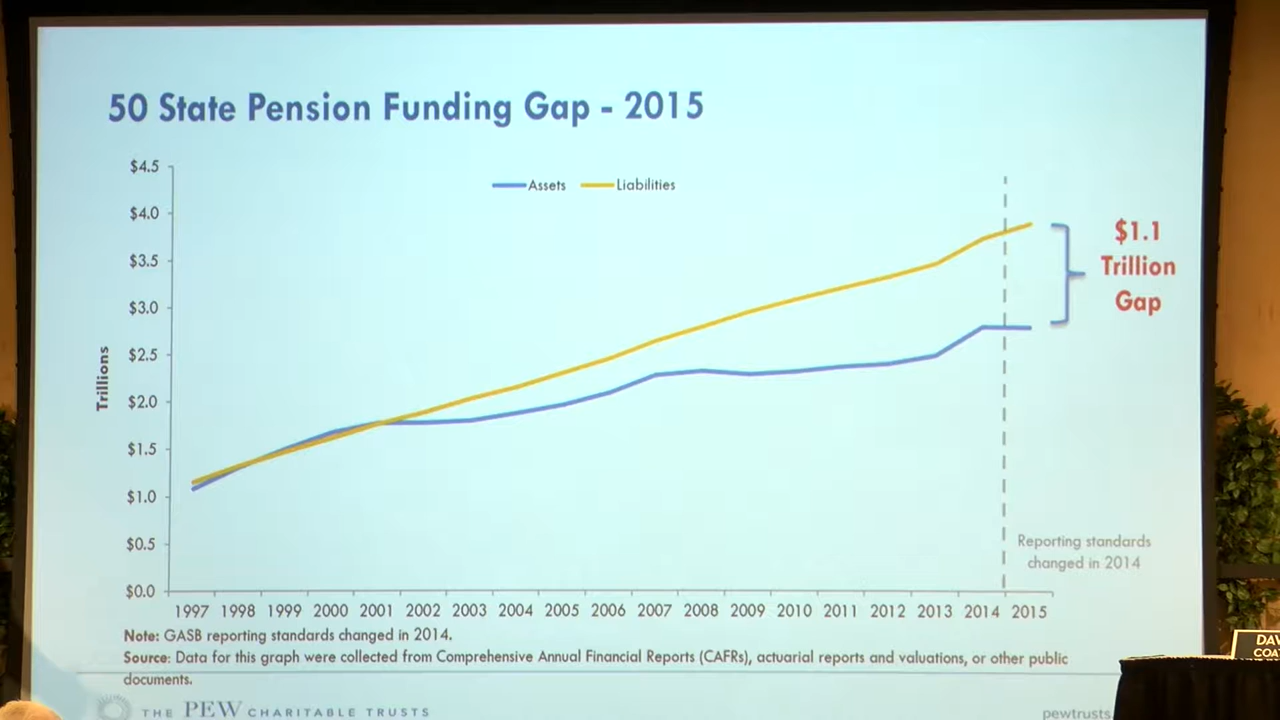 50 State Pension Funding Gap - 2015
$4.5
$4.0
$3.5
$3.0
$2.5
$2.0
$1.5
$1.0
$0.5
$0.0
Trillions
Assets
Liabilities
$1.1
Trillion
Gap
Reporting standards
changed in 2014
1997 1998 1999 2000 2001 2002 2003 2004 2005 2006 2007 2008 2009 2010 2011 2012 2013 2014 2015
Note: GASB reporting standards changed in 2014.
Source: Data for this graph were collected from Comprehensive Annual Financial Reports (CAFRs), actuarial reports and valuations, or other public
documents.
THE PEW CHARITABLE TRUSTS
pewtrusts
DAV
COA